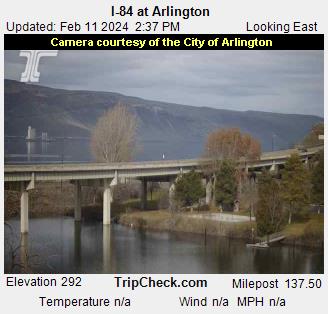 I-84 at Arlington
Updated: Feb 11 2024 2:37 PM Looking East
Camera courtesy of the City of Arlington
Elevation 292 TripCheck.com Milepost 137.50
Temperature n/a Wind n/a MPH n/a